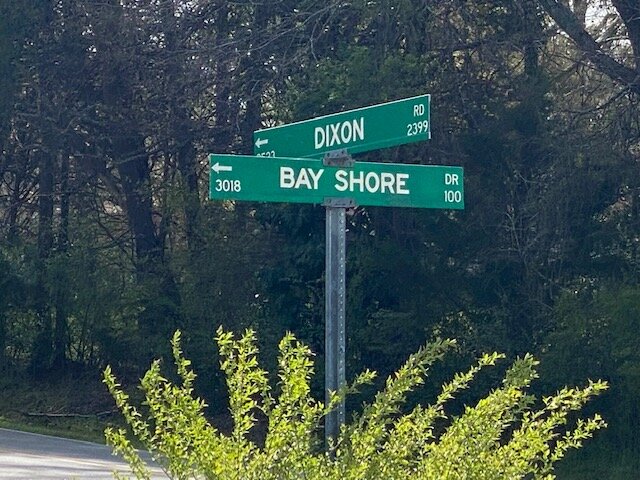 DIXON RD
← 2399
← BAY SHORE DR
3018 100